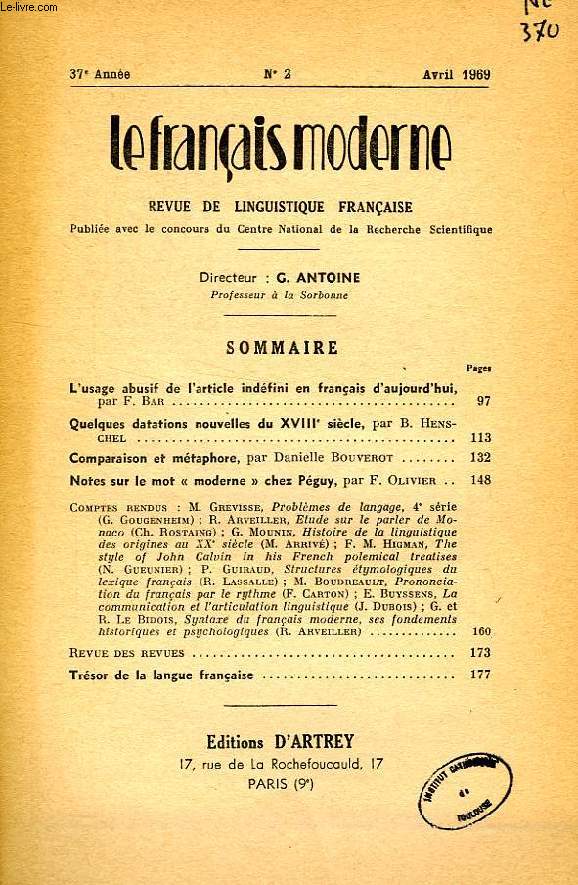 Le-livre.com
Nc
370
37e Année N° 2 Avril 1969
le français moderne
REVUE DE LINGUISTIQUE FRANÇAISE
Publiée avec le concours du Centre National de la Recherche Scientifique
Directeur : G. ANTOINE
Professeur à la Sorbonne
SOMMAIRE
Pages
L'usage abusif de l'article indéfini en français d'aujourd'hui,
par F. BAR .......... 97
Quelques datations nouvelles du XVIIIe siècle, par B. HENS-
CHEL .......... 113
Comparaison et métaphore, par Danielle BOUVEROT ........ 132
Notes sur le mot « moderne » chez Péguy, par F. OLIVIER .. 148
COMPTES RENDUS : M. GREVISSE, Problèmes de langage, 4e série
(G. GOUGENHEIM) ; R. ARVEILLER, Etude sur le parler de Mo-
naco (Ch. ROSTAING) ; G. MOUNIN, Histoire de la linguistique
des origines au XXe siècle (M. ARRIVÉ) ; F. M. HIGMAN, The
style of John Calvin in his French polemical treatises
(N. GUEUNIER) ; P. GUIRAUD, Structures étymologiques du
lexique français (R. LASSALLE) ; M. BOUDREAULT, Prononcia-
tion du français par le rythme (F. CARTON) ; E. BUYSSENS, La
communication et l'articulation linguistique (J. DUBOIS) ; G. et
R. LE BIDOIS, Syntaxe du français moderne, ses fondements
historiques et psychologiques (R. ARVEILLER) ............. 160
REVUE DES REVUES .......... 173
Trésor de la langue française .......... 177
Editions D'ARTREY
17, rue de La Rochefoucauld, 17
PARIS (9e)
INSTITUT CATHOLIQUE
de
TOULOUSE